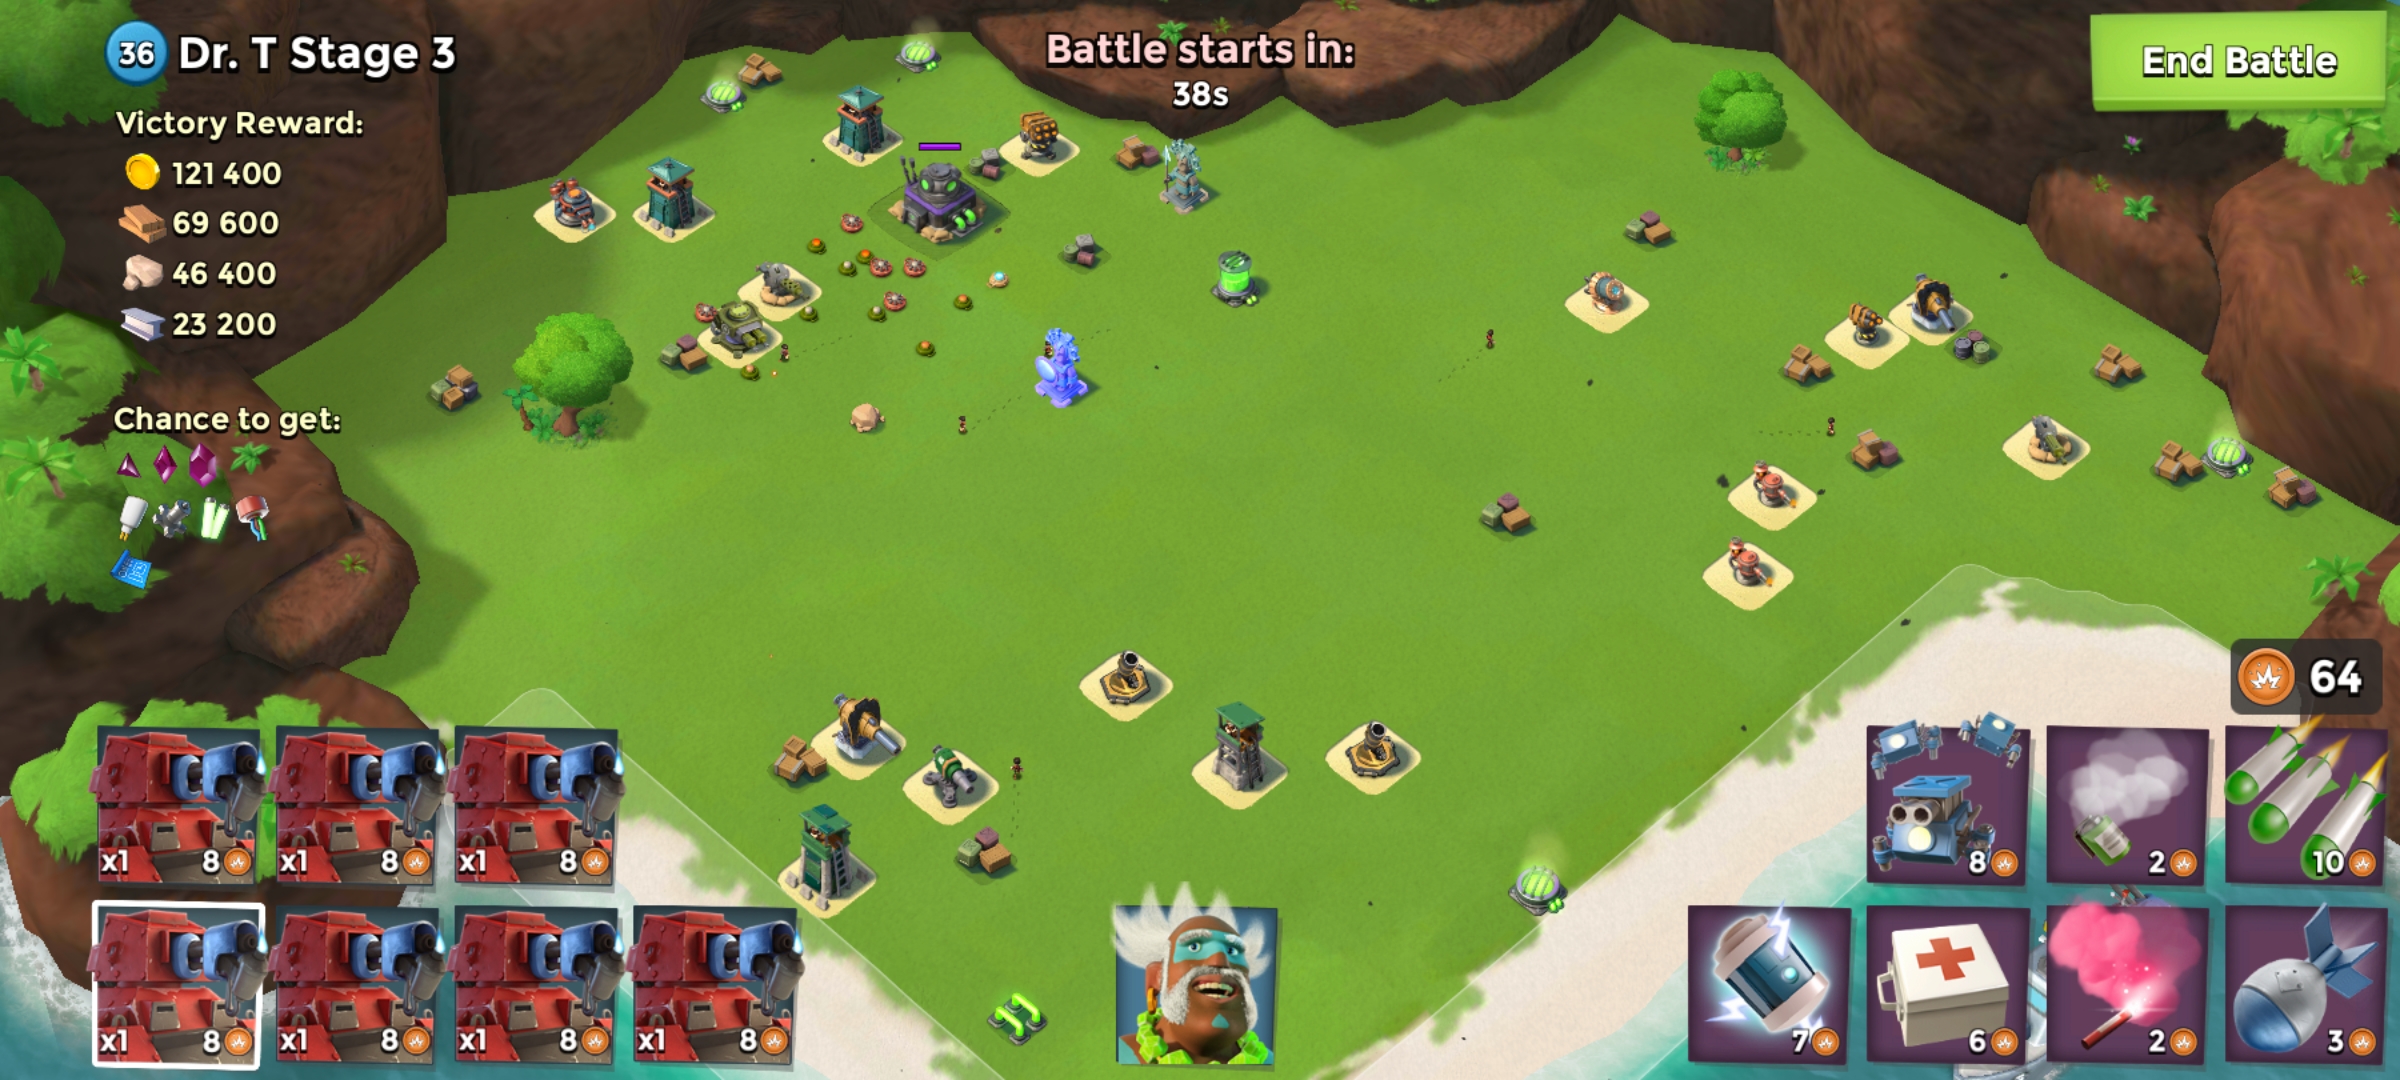 36 Dr. T Stage 3
Battle starts in:
38s
End Battle
Victory Reward:
121 400
69 600
46 400
23 200
Chance to get:
64
x1 8
x1 8
x1 8
8
2
10
x1 8
x1 8
x1 8
x1 8
7
6
2
3